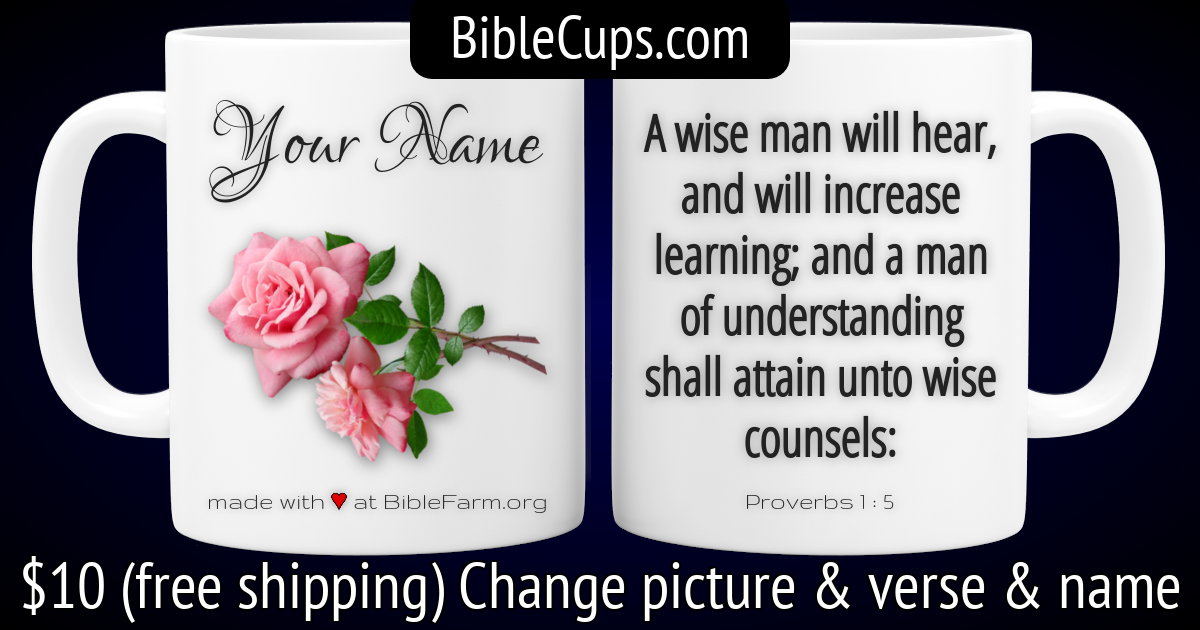 BibleCups.com
Your Name
made with ♥ at BibleFarm.org
A wise man will hear,
and will increase
learning; and a man
of understanding
shall attain unto wise
counsels:
Proverbs 1 : 5
$10 (free shipping) Change picture & verse & name